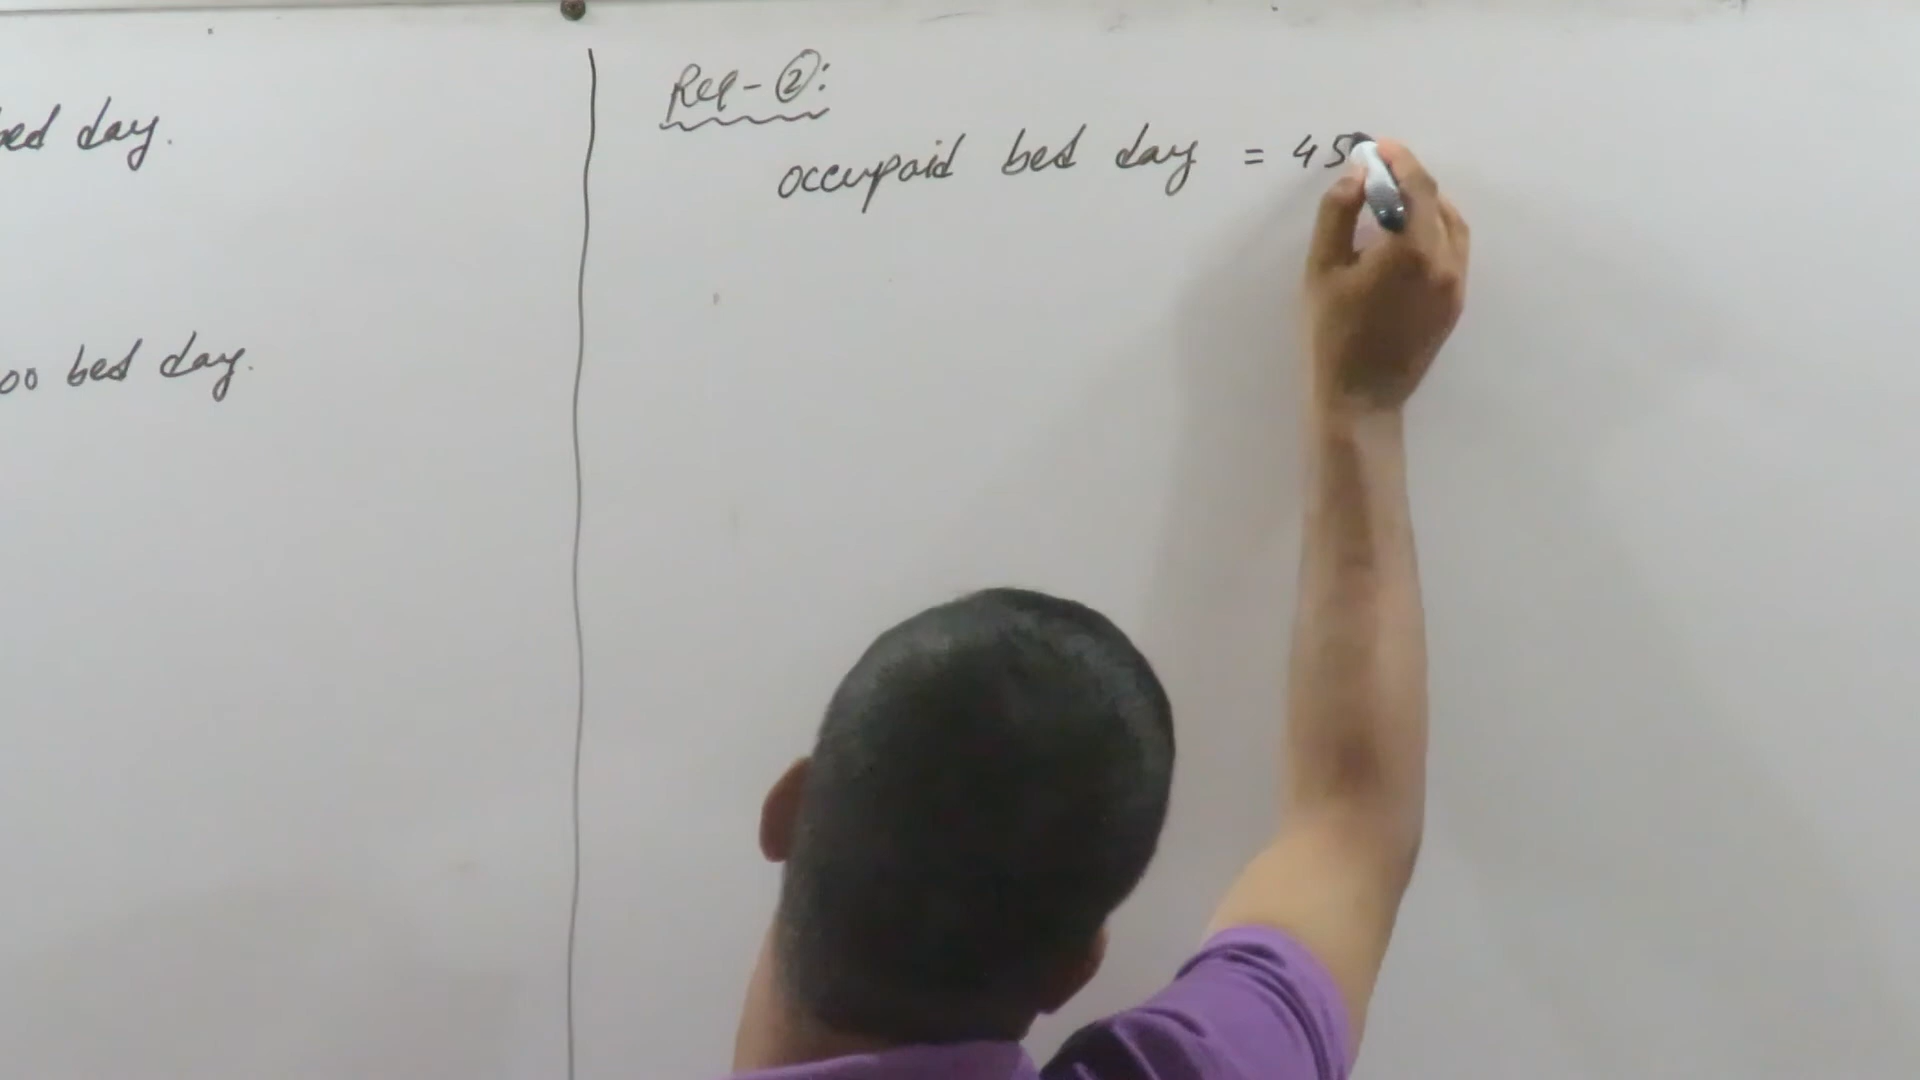 bed day.
00 bed day.
Req - ②:
occupaid bed day = 45